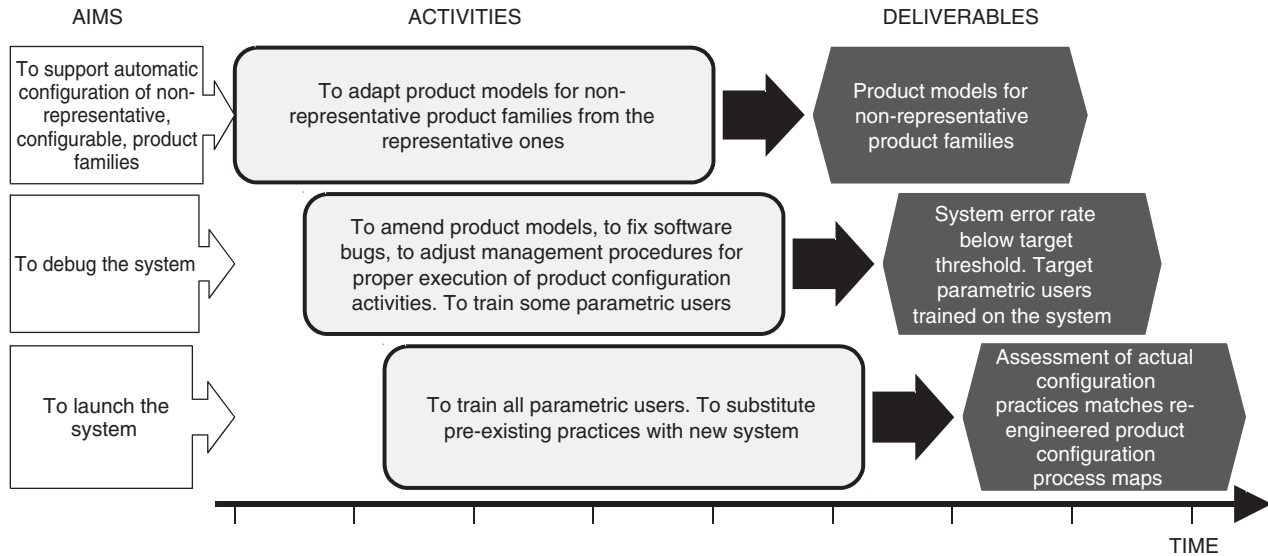 AIMS
ACTIVITIES
DELIVERABLES
To support automatic
configuration of non-
representative,
configurable, product
families
To adapt product models for non-
representative product families from the
representative ones
Product models for
non-representative
product families
To debug the system
To amend product models, to fix software
bugs, to adjust management procedures for
proper execution of product configuration
activities. To train some parametric users
System error rate
below target
threshold. Target
parametric users
trained on the system
To launch the
system
To train all parametric users. To substitute
pre-existing practices with new system
Assessment of actual
configuration
practices matches re-
engineered product
configuration
process maps
TIME